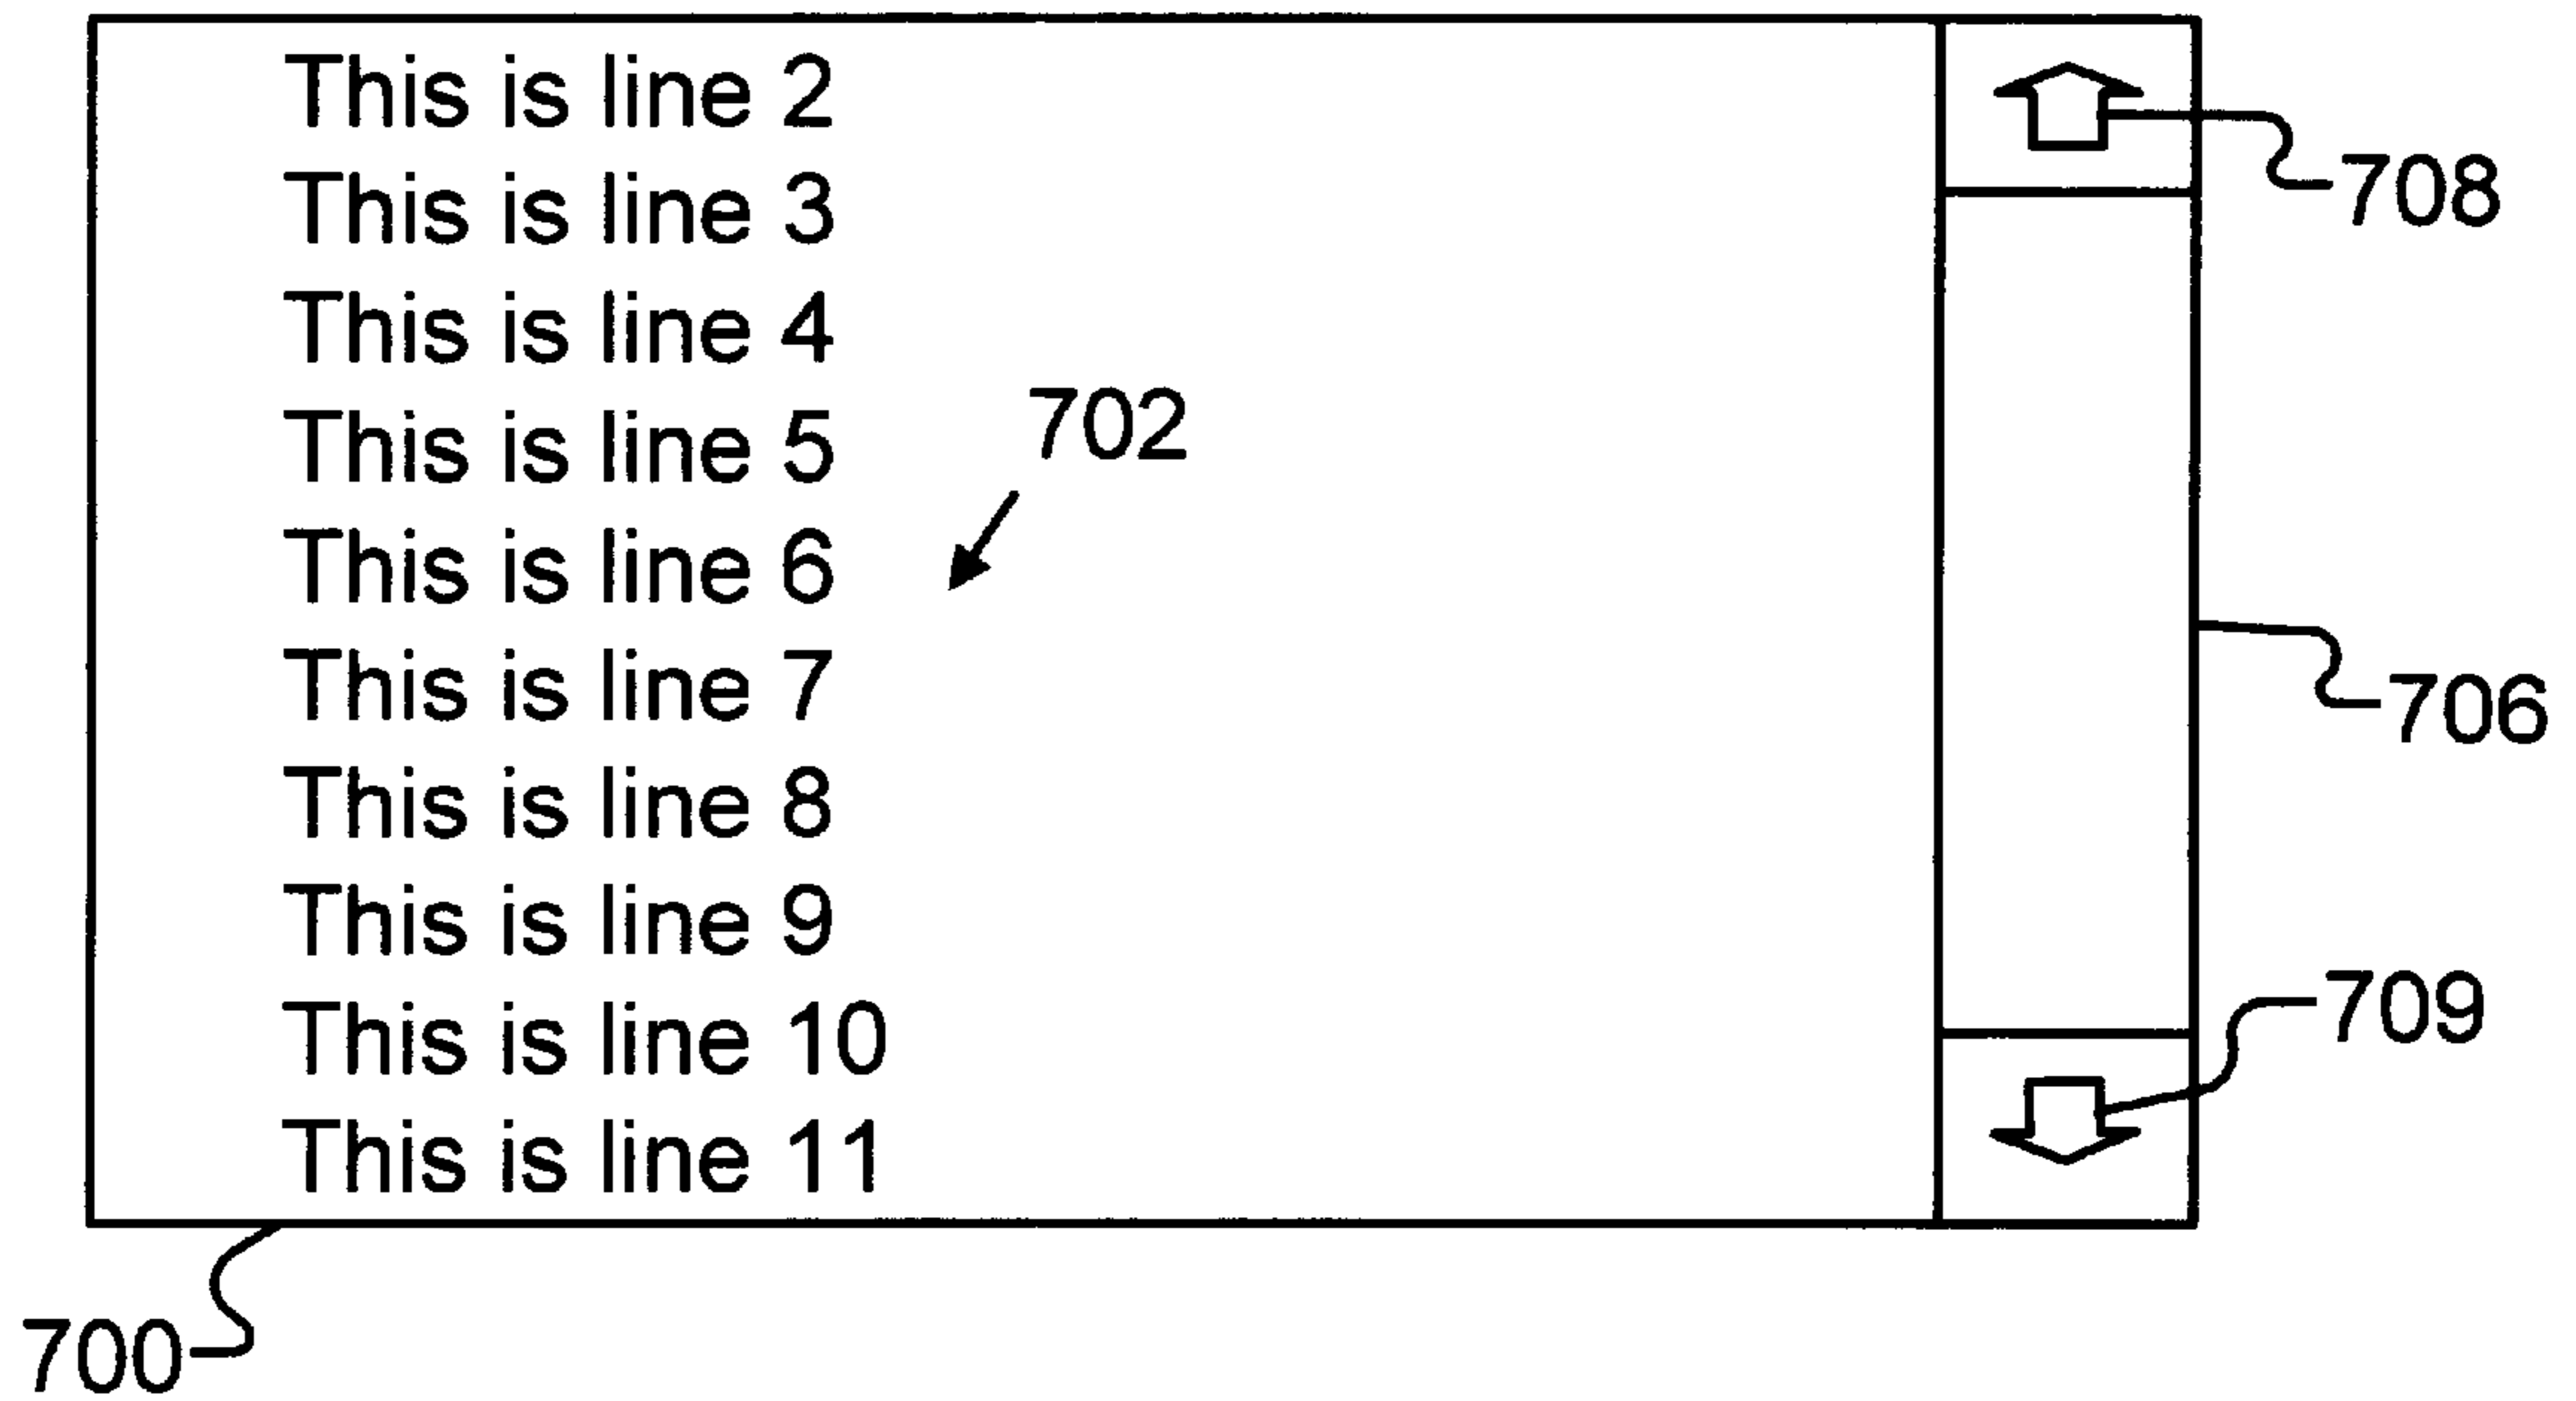 This is line 2
708
This is line 3
This is line 4
This is line 5
702
This is line 6
This is line 7
706
This is line 8
This is line 9
This is line 10
709
This is line 11
700